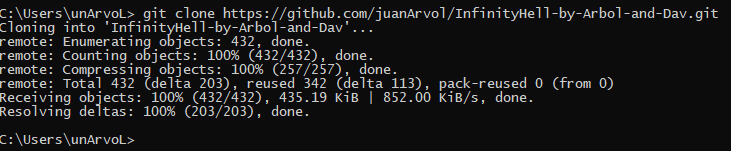 C:\Users\unArvoL> git clone https://github.com/juanArvol/InfinityHell-by-Arbol-and-Dav.git
Cloning into 'InfinityHell-by-Arbol-and-Dav'...
remote: Enumerating objects: 432, done.
remote: Counting objects: 100% (432/432), done.
remote: Compressing objects: 100% (257/257), done.
remote: Total 432 (delta 203), reused 342 (delta 113), pack-reused 0 (from 0)
Receiving objects: 100% (432/432), 435.19 KiB | 852.00 KiB/s, done.
Resolving deltas: 100% (203/203), done.
C:\Users\unArvoL>